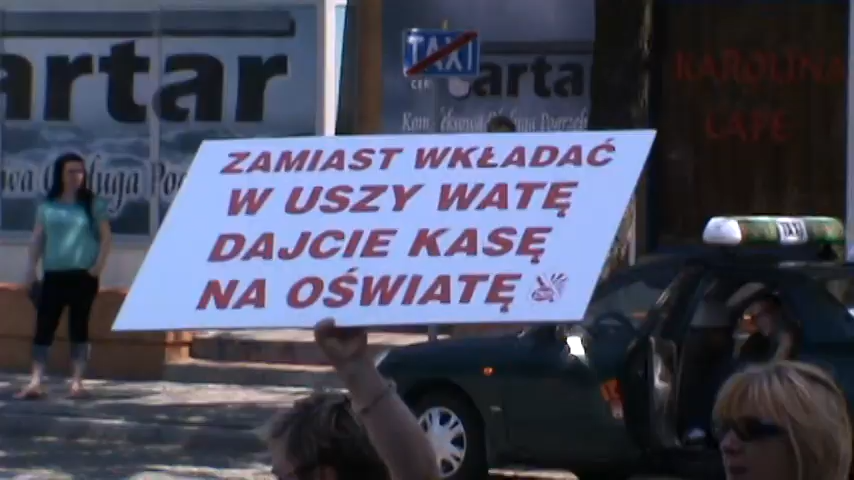 artar
TAXI
artar
KAROLINA
CAFE
ZAMIAST WKŁADAĆ
W USZY WATĘ
DAJCIE KASĘ
NA OŚWIATĘ
TAXI